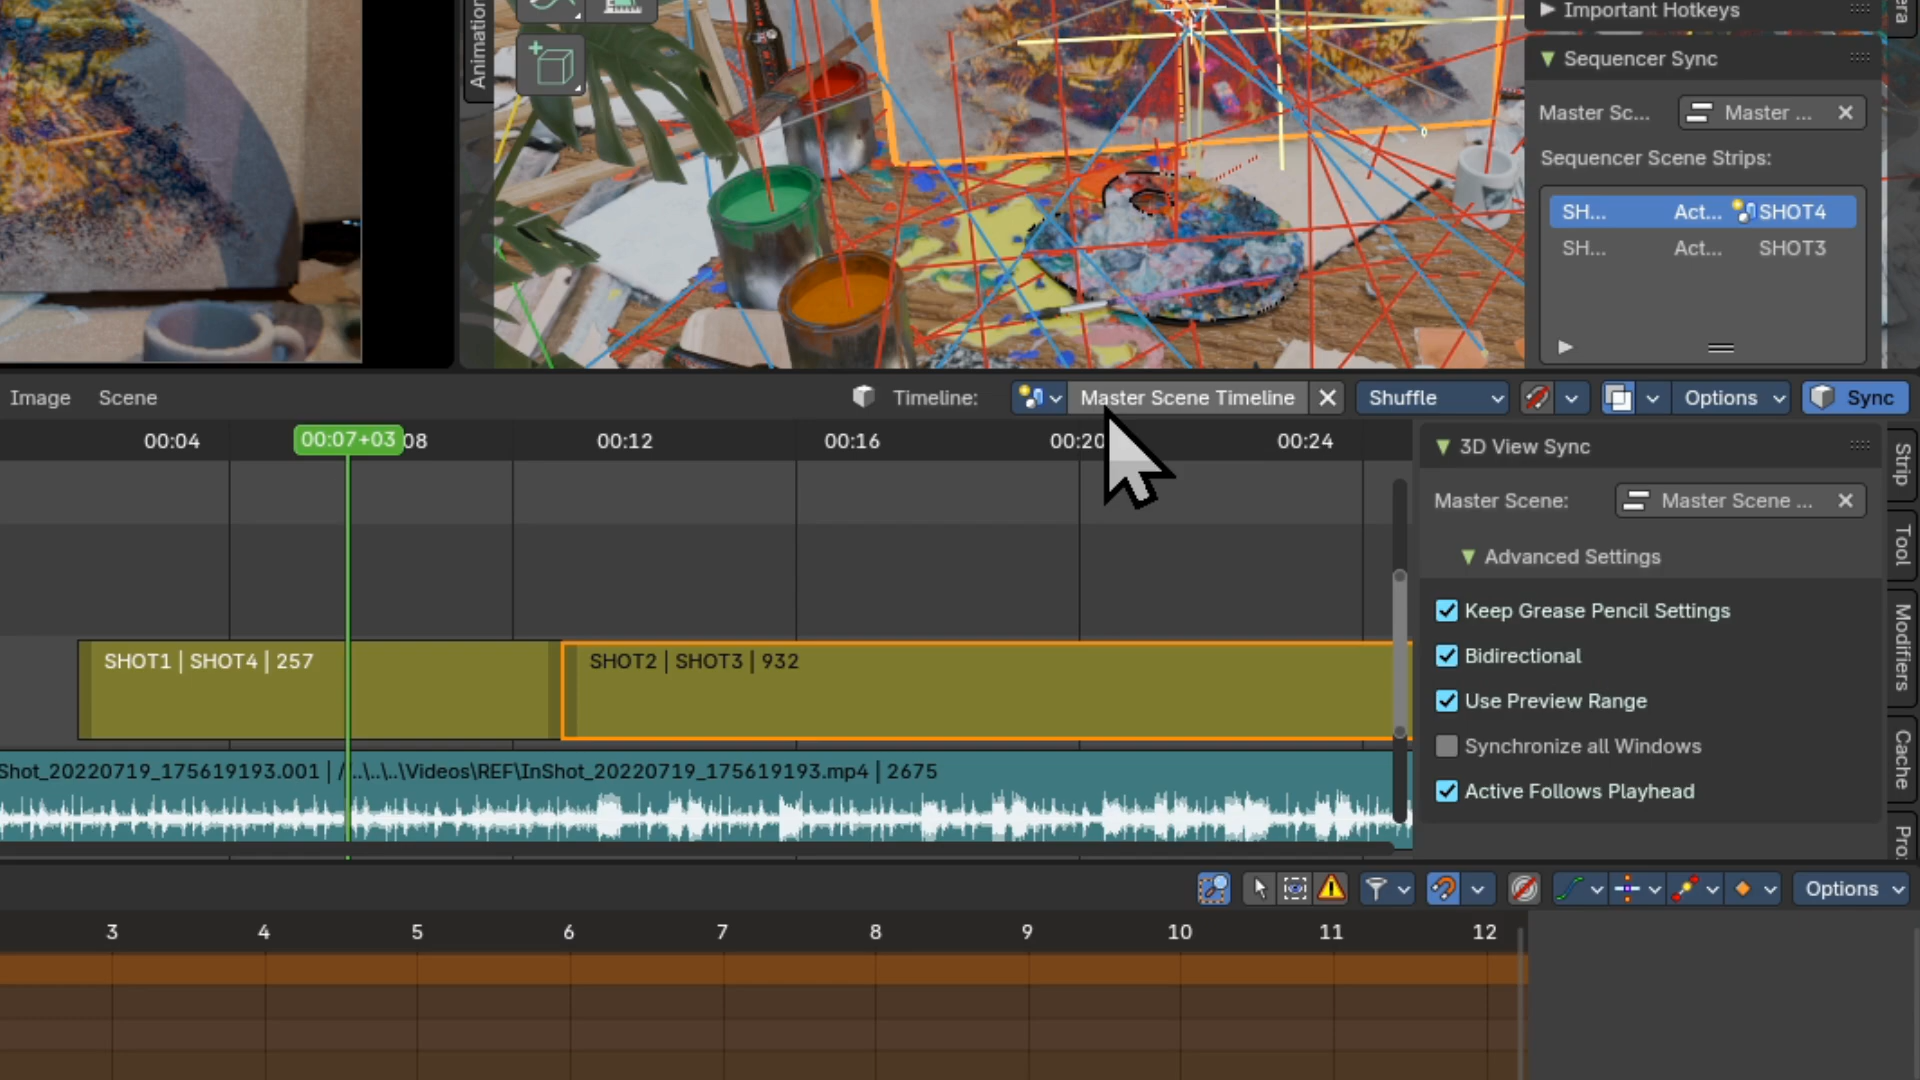 Animation
Important Hotkeys
Sequencer Sync
Master Sc... Master ...
Sequencer Scene Strips:
SH... Act... SHOT4
SH... Act... SHOT3
Image Scene Timeline: Master Scene Timeline Shuffle Options Sync
00:04 00:07+03 08 00:12 00:16 00:20 00:24
3D View Sync
Master Scene: Master Scene ...
Advanced Settings
Keep Grease Pencil Settings
Bidirectional
Use Preview Range
Synchronize all Windows
Active Follows Playhead
Strip
Tool
Modifiers
Cache
SHOT1 | SHOT4 | 257
SHOT2 | SHOT3 | 932
Shot_20220719_175619193.001 | /..\..\..\Videos\REF\InShot_20220719_175619193.mp4 | 2675
Options
3 4 5 6 7 8 9 10 11 12